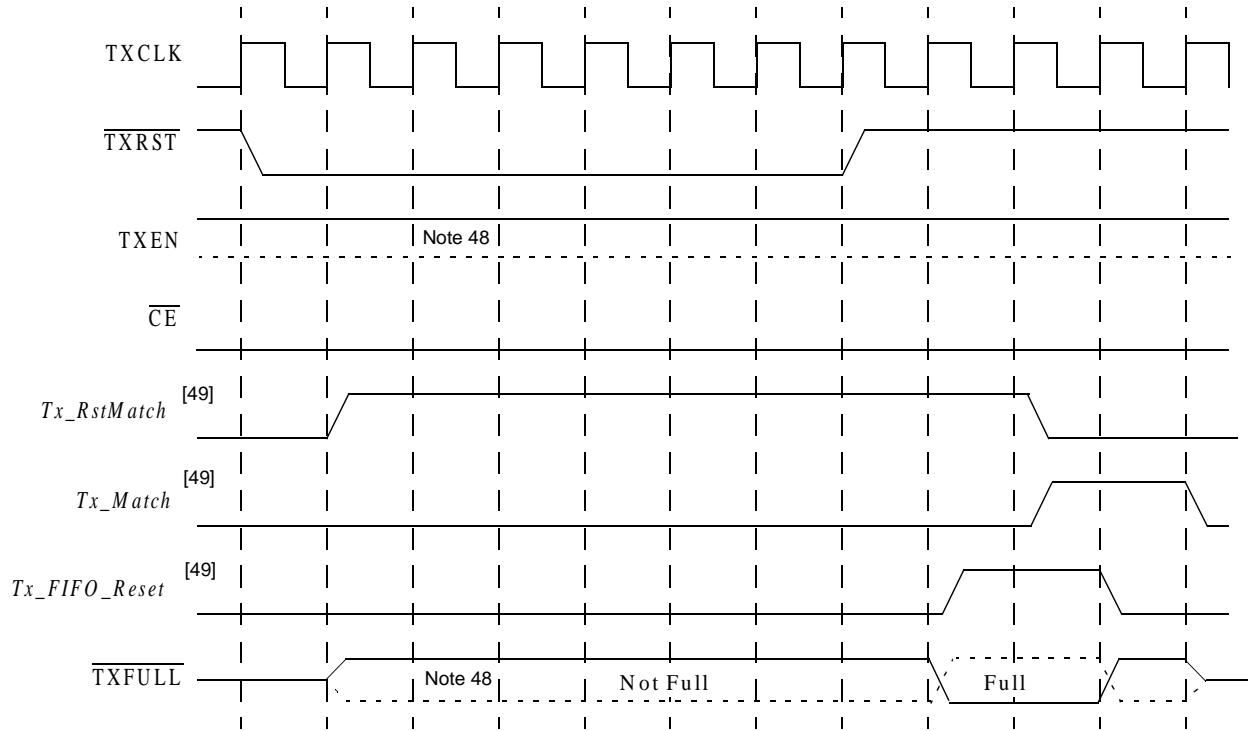 TXCLK
TXRST
TXEN
Note 48
CE
Tx_RstMatch [49]
Tx_Match [49]
Tx_FIFO_Reset [49]
TXFULL
Note 48
Not Full
Full